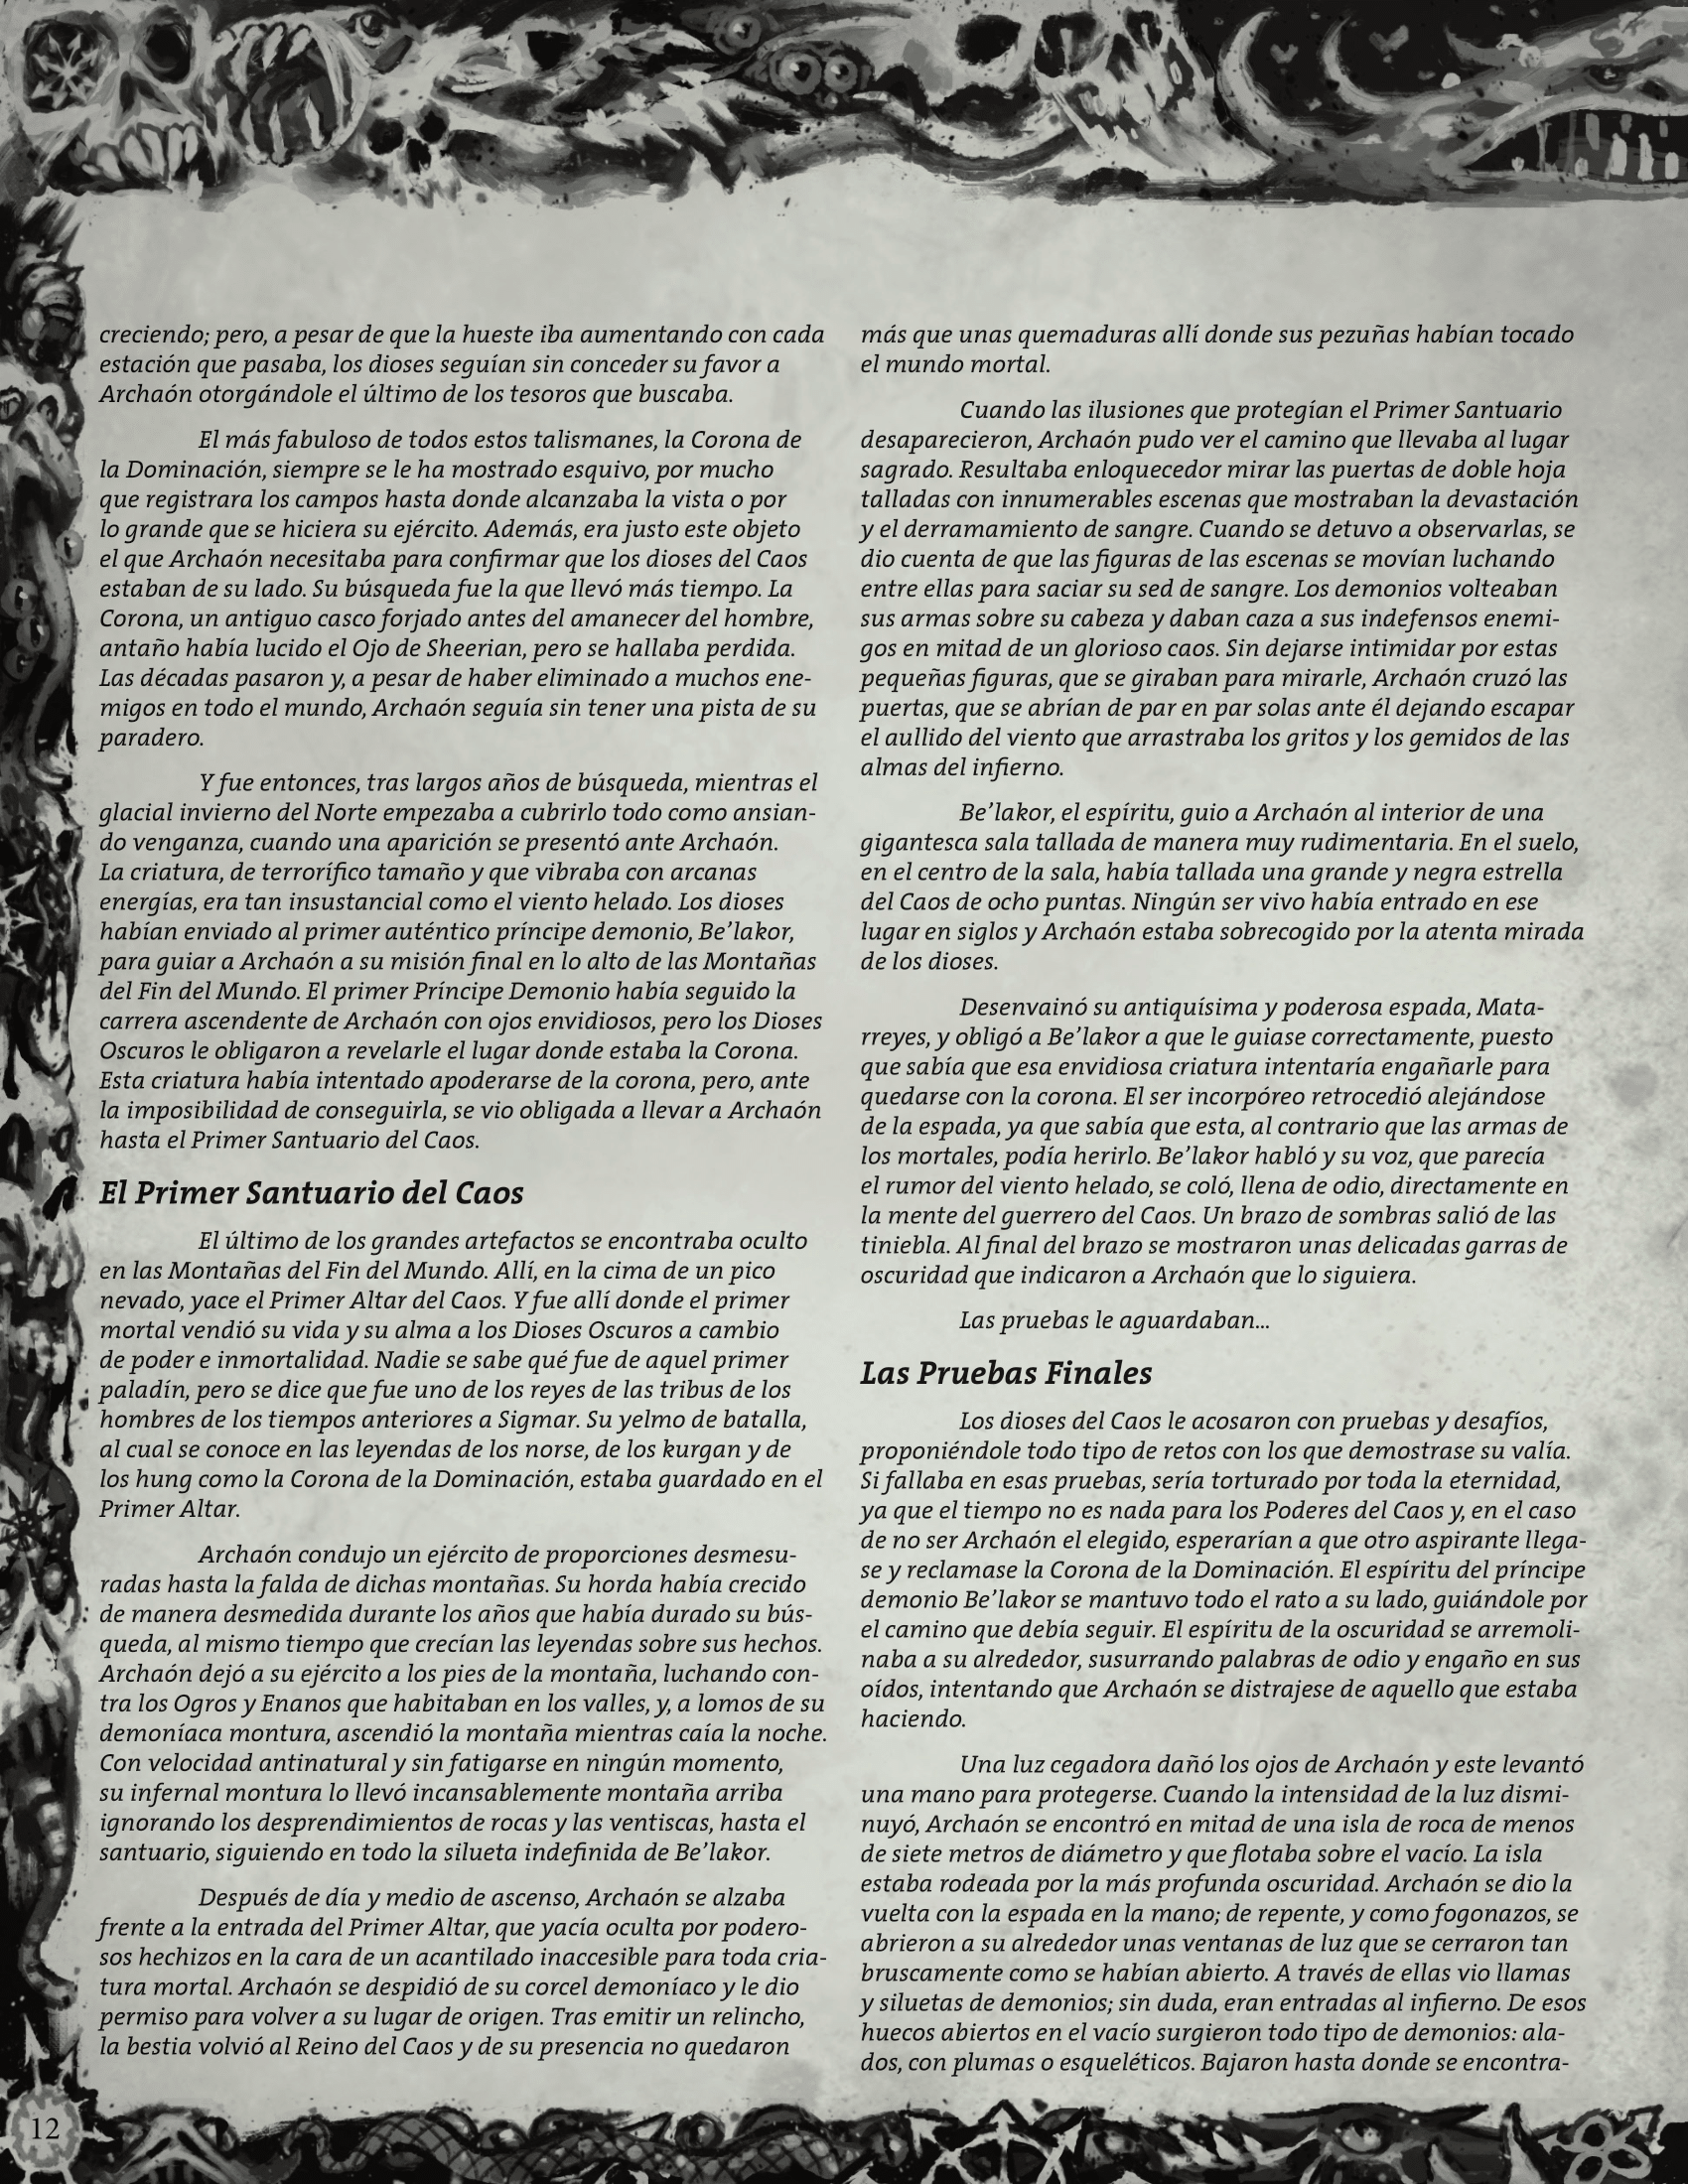 creciendo; pero, a pesar de que la hueste iba aumentando con cada
estación que pasaba, los dioses seguían sin conceder su favor a
Archaón otorgándole el último de los tesoros que buscaba.
El más fabuloso de todos estos talismanes, la Corona de
la Dominación, siempre se le ha mostrado esquivo, por mucho
que registrara los campos hasta donde alcanzaba la vista o por
lo grande que se hiciera su ejército. Además, era justo este objeto
el que Archaón necesitaba para confirmar que los dioses del Caos
estaban de su lado. Su búsqueda fue la que llevó más tiempo. La
Corona, un antiguo casco forjado antes del amanecer del hombre,
antaño había lucido el Ojo de Sheerian, pero se hallaba perdida.
Las décadas pasaron y, a pesar de haber eliminado a muchos ene-
migos en todo el mundo, Archaón seguía sin tener una pista de su
paradero.
Y fue entonces, tras largos años de búsqueda, mientras el
glacial invierno del Norte empezaba a cubrirlo todo como ansian-
do venganza, cuando una aparición se presentó ante Archaón.
La criatura, de terrorífico tamaño y que vibraba con arcanas
energías, era tan insustancial como el viento helado. Los dioses
habían enviado al primer auténtico príncipe demonio, Be’lakor,
para guiar a Archaón a su misión final en lo alto de las Montañas
del Fin del Mundo. El primer Príncipe Demonio había seguido la
carrera ascendente de Archaón con ojos envidiosos, pero los Dioses
Oscuros le obligaron a revelarle el lugar donde estaba la Corona.
Esta criatura había intentado apoderarse de la corona, pero, ante
la imposibilidad de conseguirla, se vio obligada a llevar a Archaón
hasta el Primer Santuario del Caos.
El Primer Santuario del Caos
El último de los grandes artefactos se encontraba oculto
en las Montañas del Fin del Mundo. Allí, en la cima de un pico
nevado, yace el Primer Altar del Caos. Y fue allí donde el primer
mortal vendió su vida y su alma a los Dioses Oscuros a cambio
de poder e inmortalidad. Nadie se sabe qué fue de aquel primer
paladín, pero se dice que fue uno de los reyes de las tribus de los
hombres de los tiempos anteriores a Sigmar. Su yelmo de batalla,
al cual se conoce en las leyendas de los norse, de los kurgan y de
los hung como la Corona de la Dominación, estaba guardado en el
Primer Altar.
Archaón condujo un ejército de proporciones desmesu-
radas hasta la falda de dichas montañas. Su horda había crecido
de manera desmedida durante los años que había durado su bús-
queda, al mismo tiempo que crecían las leyendas sobre sus hechos.
Archaón dejó a su ejército a los pies de la montaña, luchando con-
tra los Ogros y Enanos que habitaban en los valles, y, a lomos de su
demoníaca montura, ascendió la montaña mientras caía la noche.
Con velocidad antinatural y sin fatigarse en ningún momento,
su infernal montura lo llevó incansablemente montaña arriba
ignorando los desprendimientos de rocas y las ventiscas, hasta el
santuario, siguiendo en todo la silueta indefinida de Be’lakor.
Después de día y medio de ascenso, Archaón se alzaba
frente a la entrada del Primer Altar, que yacía oculta por podero-
sos hechizos en la cara de un acantilado inaccesible para toda cria-
tura mortal. Archaón se despidió de su corcel demoníaco y le dio
permiso para volver a su lugar de origen. Tras emitir un relincho,
la bestia volvió al Reino del Caos y de su presencia no quedaron
más que unas quemaduras allí donde sus pezuñas habían tocado
el mundo mortal.
Cuando las ilusiones que protegían el Primer Santuario
desaparecieron, Archaón pudo ver el camino que llevaba al lugar
sagrado. Resultaba enloquecedor mirar las puertas de doble hoja
talladas con innumerables escenas que mostraban la devastación
y el derramamiento de sangre. Cuando se detuvo a observarlas, se
dio cuenta de que las figuras de las escenas se movían luchando
entre ellas para saciar su sed de sangre. Los demonios volteaban
sus armas sobre su cabeza y daban caza a sus indefensos enemi-
gos en mitad de un glorioso caos. Sin dejarse intimidar por estas
pequeñas figuras, que se giraban para mirarle, Archaón cruzó las
puertas, que se abrían de par en par solas ante él dejando escapar
el aullido del viento que arrastraba los gritos y los gemidos de las
almas del infierno.
Be’lakor, el espíritu, guio a Archaón al interior de una
gigantesca sala tallada de manera muy rudimentaria. En el suelo,
en el centro de la sala, había tallada una grande y negra estrella
del Caos de ocho puntas. Ningún ser vivo había entrado en ese
lugar en siglos y Archaón estaba sobrecogido por la atenta mirada
de los dioses.
Desenvainó su antiquísima y poderosa espada, Mata-
rreyes, y obligó a Be’lakor a que le guiase correctamente, puesto
que sabía que esa envidiosa criatura intentaría engañarle para
quedarse con la corona. El ser incorpóreo retrocedió alejándose
de la espada, ya que sabía que esta, al contrario que las armas de
los mortales, podía herirlo. Be’lakor habló y su voz, que parecía
el rumor del viento helado, se coló, llena de odio, directamente en
la mente del guerrero del Caos. Un brazo de sombras salió de las
tiniebla. Al final del brazo se mostraron unas delicadas garras de
oscuridad que indicaron a Archaón que lo siguiera.
Las pruebas le aguardaban...
Las Pruebas Finales
Los dioses del Caos le acosaron con pruebas y desafíos,
proponiéndole todo tipo de retos con los que demostrase su valía.
Si fallaba en esas pruebas, sería torturado por toda la eternidad,
ya que el tiempo no es nada para los Poderes del Caos y, en el caso
de no ser Archaón el elegido, esperarían a que otro aspirante llega-
se y reclamase la Corona de la Dominación. El espíritu del príncipe
demonio Be’lakor se mantuvo todo el rato a su lado, guiándole por
el camino que debía seguir. El espíritu de la oscuridad se arremoli-
naba a su alrededor, susurrando palabras de odio y engaño en sus
oídos, intentando que Archaón se distrajese de aquello que estaba
haciendo.
Una luz cegadora dañó los ojos de Archaón y este levantó
una mano para protegerse. Cuando la intensidad de la luz dismi-
nuyó, Archaón se encontró en mitad de una isla de roca de menos
de siete metros de diámetro y que flotaba sobre el vacío. La isla
estaba rodeada por la más profunda oscuridad. Archaón se dio la
vuelta con la espada en la mano; de repente, y como fogonazos, se
abrieron a su alrededor unas ventanas de luz que se cerraron tan
bruscamente como se habían abierto. A través de ellas vio llamas
y siluetas de demonios; sin duda, eran entradas al infierno. De esos
huecos abiertos en el vacío surgieron todo tipo de demonios: ala-
dos, con plumas o esqueléticos. Bajaron hasta donde se encontra-
12